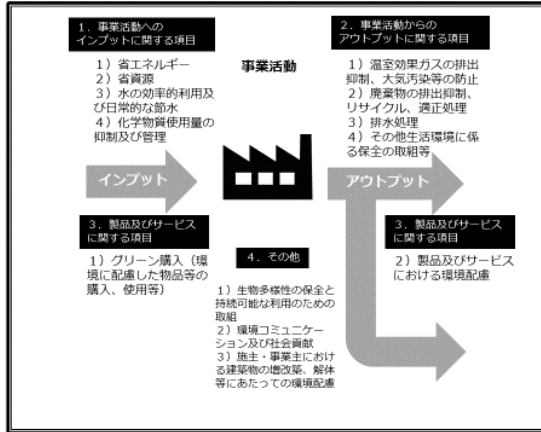 1．事業活動への
インプットに関する項目
1）省エネルギー
2）省資源
3）水の効率的利用及
び日常的な節水
4）化学物質使用量の
抑制及び管理
事業活動
2．事業活動からの
アウトプットに関する項目
1）温室効果ガスの排出
抑制、大気汚染等の防止
2）廃棄物の排出抑制、
リサイクル、適正処理
3）排水処理
4）その他生活環境に係
る保全の取組等
インプット
アウトプット
3．製品及びサービス
に関する項目
1）グリーン購入（環
境に配慮した物品等の
購入、使用等）
4．その他
1）生物多様性の保全と
持続可能な利用のための
取組
2）環境コミュニケー
ション及び社会貢献
3）施主・事業主におけ
る建築物の増改築、解体
等にあたっての環境配慮
3．製品及びサービス
に関する項目
2）製品及びサービス
における環境配慮